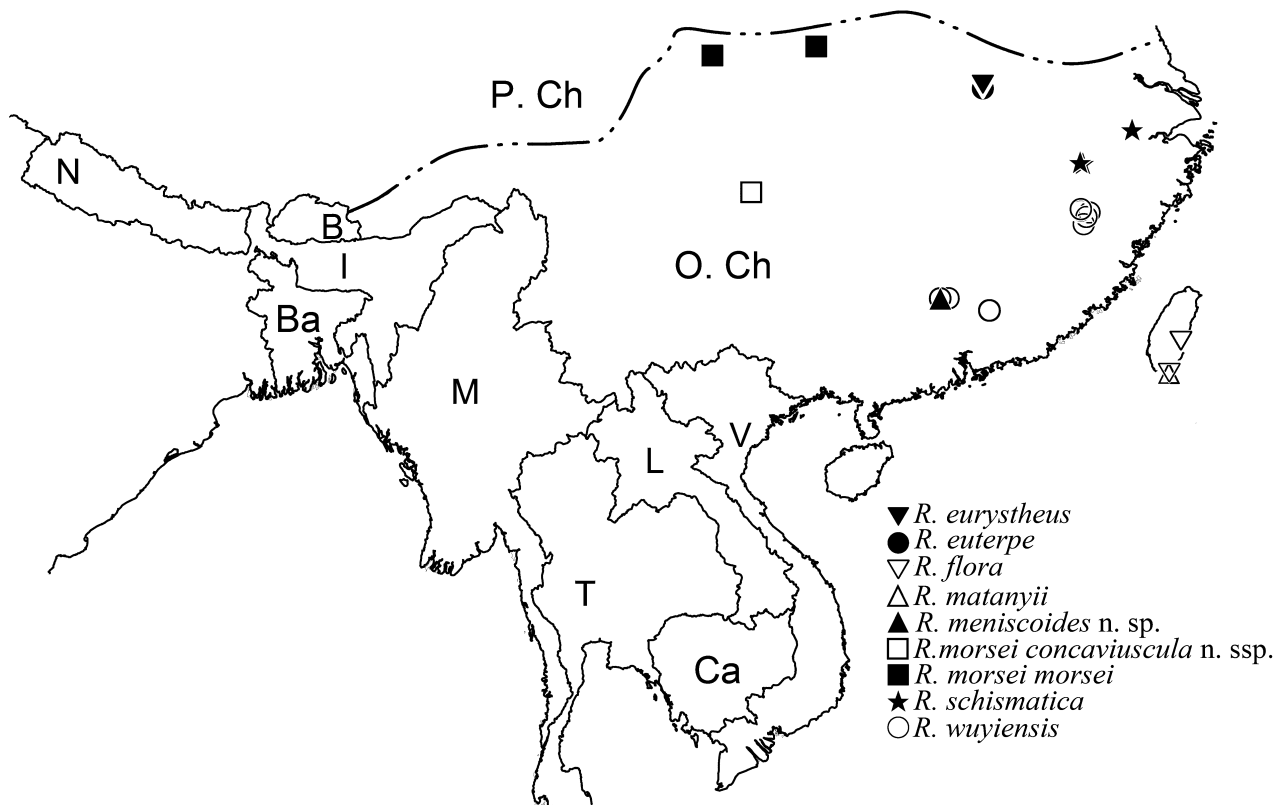 P. Ch
N
B
I
O. Ch
Ba
M
V
L
T
Ca
R. eurystheus
R. euterpe
R. flora
R. matanyii
R. meniscoides n. sp.
R.morsei concaviuscula n. ssp.
R. morsei morsei
R. schismatica
R. wuyiensis